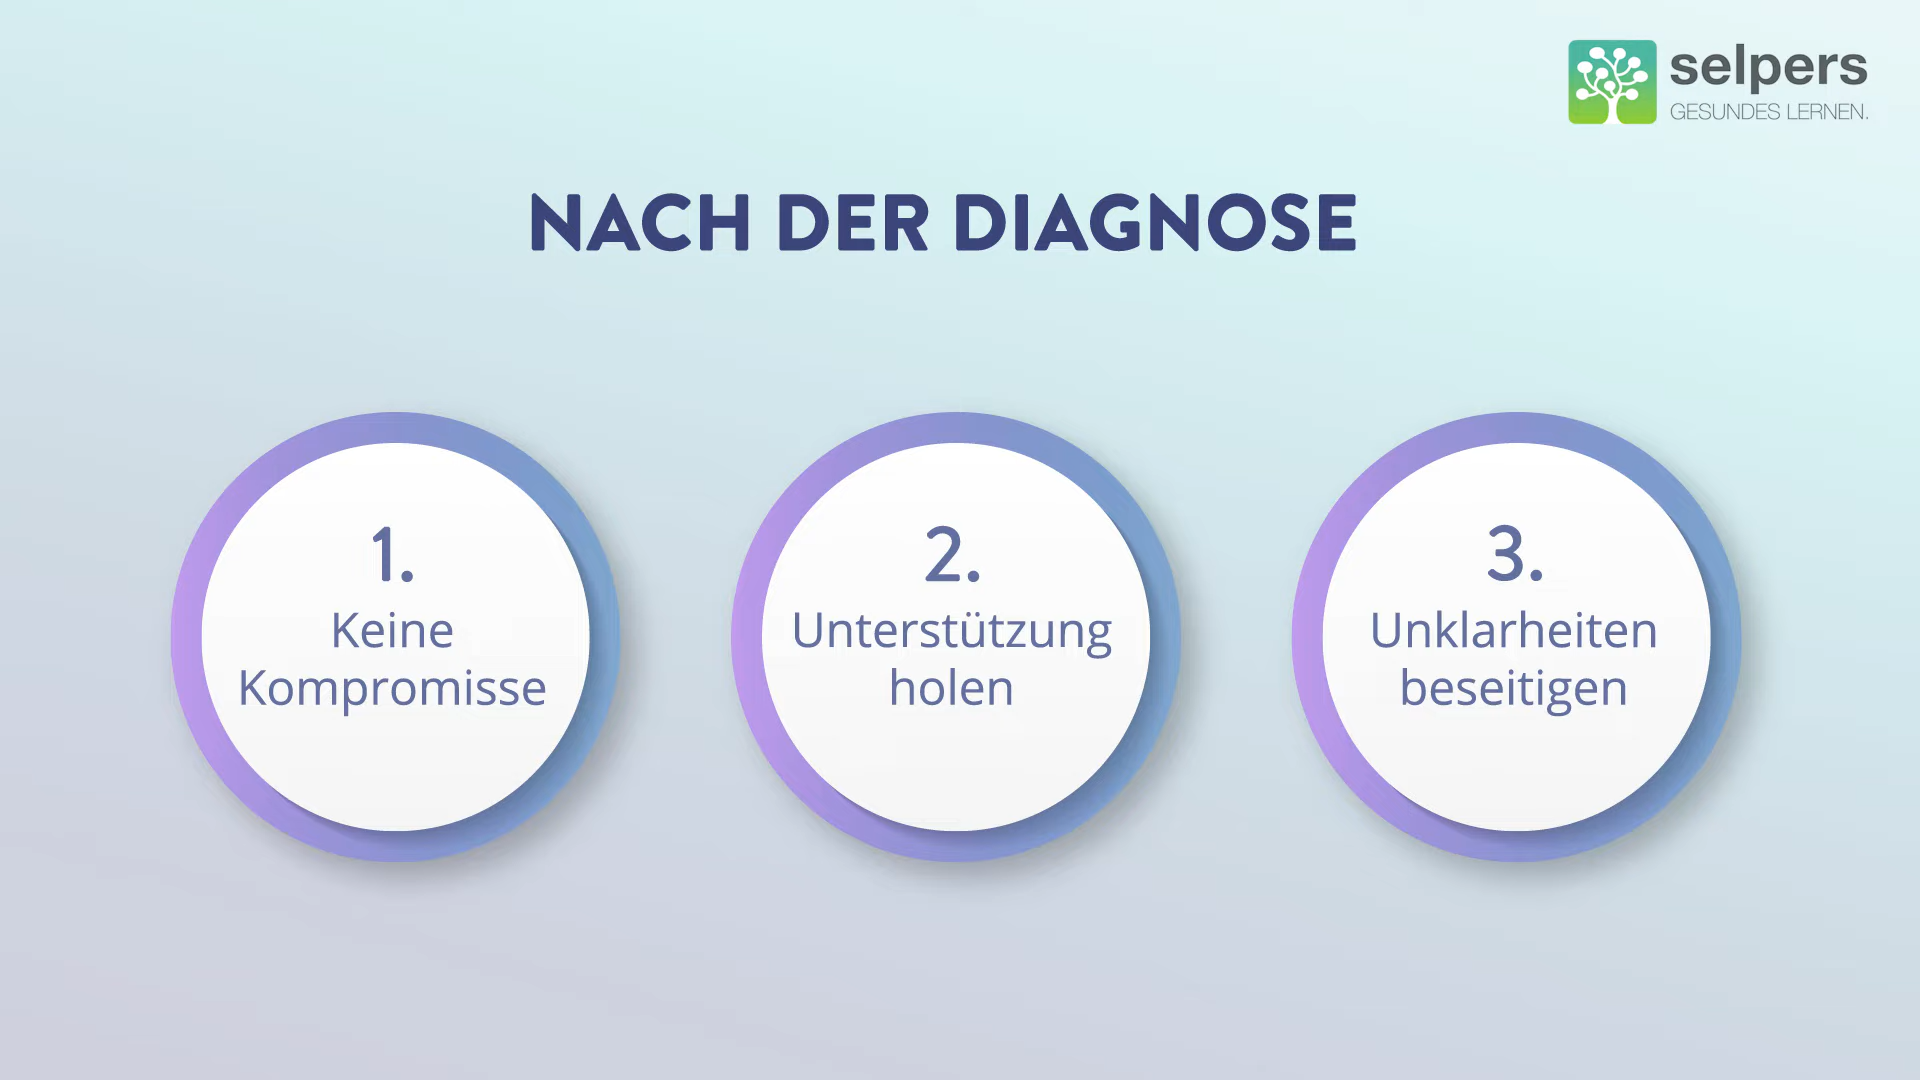 selpers
GESUNDES LERNEN.
NACH DER DIAGNOSE
1.
Keine
Kompromisse
2.
Unterstützung
holen
3.
Unklarheiten
beseitigen